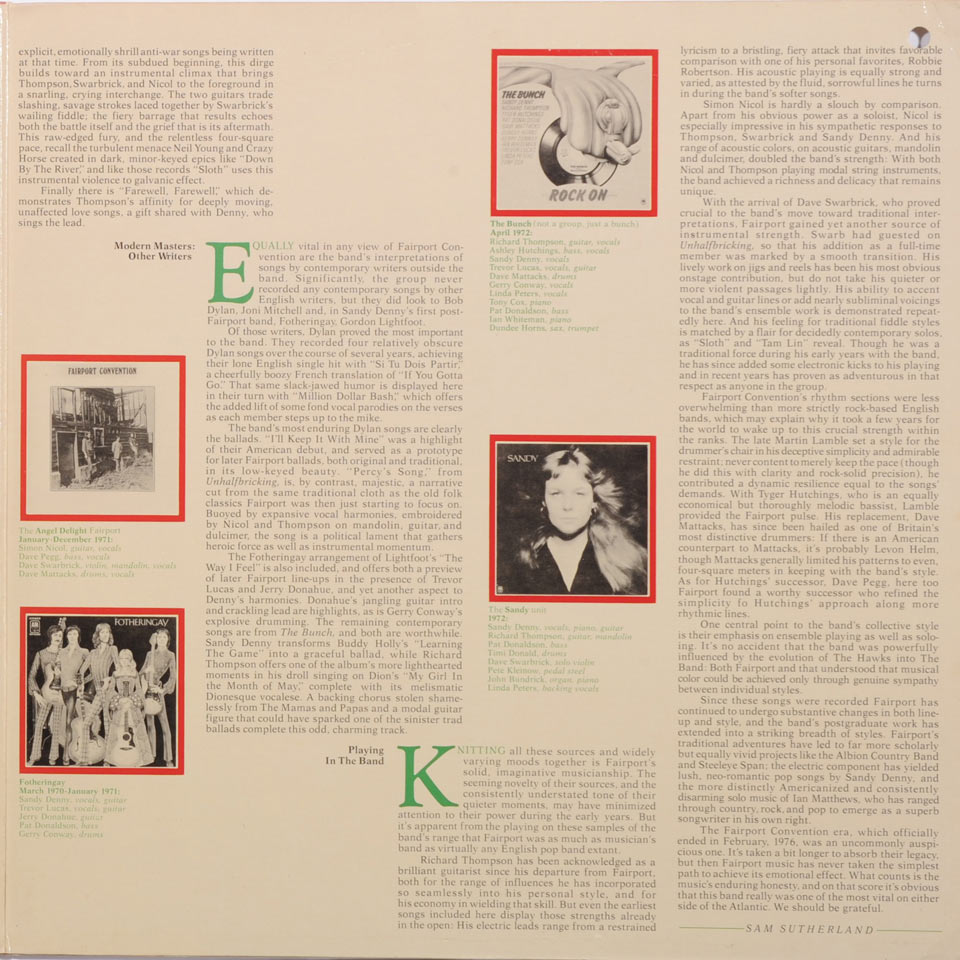 explicit, emotionally shrill anti-war songs being written
at that time. From its subdued beginning, this dirge
builds toward an instrumental climax that brings
Thompson, Swarbrick, and Nicol to the foreground in
a snarling, crying interchange. The two guitars trade
slashing, savage strokes laced together by Swarbrick's
wailing fiddle; the fiery barrage that results echoes
both the battle itself and the grief that is its aftermath.
This raw-edged fury, and the relentless four-square
pace, recall the turbulent menace Neil Young and Crazy
Horse created in dark, minor-keyed epics like "Down
By The River," and like those records "Sloth" uses this
instrumental violence to galvanic effect.
Finally there is "Farewell, Farewell," which de-
monstrates Thompson's affinity for deeply moving,
unaffected love songs, a gift shared with Denny, who
sings the lead.
Modern Masters:
Other Writers
EQUALLY vital in any view of Fairport Con-
vention are the band's interpretations of
songs by contemporary writers outside the
band. Significantly, the group never
recorded any contemporary songs by other
English writers, but they did look to Bob
Dylan, Joni Mitchell and, in Sandy Denny's first post-
Fairport band, Fotheringay, Gordon Lightfoot.
Of those writers, Dylan proved the most important
to the band. They recorded four relatively obscure
Dylan songs over the course of several years, achieving
their lone English single hit with "Si Tu Dois Partir,"
a cheerfully boozy French translation of "If You Gotta
Go." That same slack-jawed humor is displayed here
in their turn with "Million Dollar Bash," which offers
the added lift of some fond vocal parodies on the verses
as each member steps up to the mike.
The band's most enduring Dylan songs are clearly
the ballads. "I'll Keep It With Mine" was a highlight
of their American debut, and served as a prototype
for later Fairport ballads, both original and traditional,
in its low-keyed beauty. "Percy's Song," from
Unhalfbricking, is, by contrast, majestic, a narrative
cut from the same traditional cloth as the old folk
classics Fairport was then just starting to focus on.
Buoyed by expansive vocal harmonies, embroidered
by Nicol and Thompson on mandolin, guitar, and
dulcimer, the song is a political lament that gathers
heroic force as well as instrumental momentum.
The Fotheringay arrangement of Lightfoot's "The
Way I Feel" is also included, and offers both a preview
of later Fairport line-ups in the presence of Trevor
Lucas and Jerry Donahue, and yet another aspect to
Denny's harmonies. Donahue's jangling guitar intro
and crackling lead are highlights, as is Gerry Conway's
explosive drumming. The remaining contemporary
songs are from The Bunch, and both are worthwhile.
Sandy Denny transforms Buddy Holly's "Learning
The Game" into a graceful ballad, while Richard
Thompson offers one of the album's more lighthearted
moments in his droll singing on Dion's "My Girl In
the Month of May," complete with its melismatic
Dionesque vocalese. A backing chorus stolen shame-
lessly from The Mamas and Papas and a modal guitar
figure that could have sparked one of the sinister trad
ballads complete this odd, charming track.
FAIRPORT CONVENTION
The Angel Delight Fairport
January-December 1971:
Simon Nicol, guitar, vocals
Dave Pegg, bass, vocals
Dave Swarbrick, violin, mandolin, vocals
Dave Mattacks, drums, vocals
FOTHERINGAY
Fotheringay
March 1970-January 1971:
Sandy Denny, vocals, guitar
Trevor Lucas, vocals, guitar
Jerry Donahue, guitar
Pat Donaldson, bass
Gerry Conway, drums
Playing
In The Band
KNITTING all these sources and widely
varying moods together is Fairport's
solid, imaginative musicianship. The
seeming novelty of their sources, and the
consistently understated tone of their
quieter moments, may have minimized
attention to their power during the early years. But
it's apparent from the playing on these samples of the
band's range that Fairport was as much as musician's
band as virtually any English pop band extant.
Richard Thompson has been acknowledged as a
brilliant guitarist since his departure from Fairport,
both for the range of influences he has incorporated
so seamlessly into his personal style, and for
his economy in wielding that skill. But even the earliest
songs included here display those strengths already
in the open: His electric leads range from a restrained
THE BUNCH
ROCK ON
The Bunch (not a group, just a bunch)
April 1972:
Richard Thompson, guitar, vocals
Ashley Hutchings, bass, vocals
Sandy Denny, vocals
Trevor Lucas, vocals, guitar
Dave Mattacks, drums
Gerry Conway, vocals
Linda Peters, vocals
Tony Cox, piano
Pat Donaldson, bass
Ian Whiteman, piano
Dundee Horns, sax, trumpet
SANDY
The Sandy unit
1972:
Sandy Denny, vocals, piano, guitar
Richard Thompson, guitar, mandolin
Pat Donaldson, bass
Timi Donald, drums
Dave Swarbrick, solo violin
Pete Kleinow, pedal steel
John Bundrick, organ, piano
Linda Peters, backing vocals
lyricism to a bristling, fiery attack that invites favorable
comparison with one of his personal favorites, Robbie
Robertson. His acoustic playing is equally strong and
varied, as attested by the fluid, sorrowful lines he turns
in during the band's softer songs.
Simon Nicol is hardly a slouch by comparison.
Apart from his obvious power as a soloist, Nicol is
especially impressive in his sympathetic responses to
Thompson, Swarbrick and Sandy Denny. And his
range of acoustic colors, on acoustic guitars, mandolin
and dulcimer, doubled the band's strength: With both
Nicol and Thompson playing modal string instruments,
the band achieved a richness and delicacy that remains
unique.
With the arrival of Dave Swarbrick, who proved
crucial to the band's move toward traditional inter-
pretations, Fairport gained yet another source of
instrumental strength. Swarb had guested on
Unhalfbricking, so that his addition as a full-time
member was marked by a smooth transition. His
lively work on jigs and reels has been his most obvious
onstage contribution, but do not take his quieter or
more violent passages lightly. His ability to accent
vocal and guitar lines or add nearly subliminal voicings
to the band's ensemble work is demonstrated repeat-
edly here. And his feeling for traditional fiddle styles
is matched by a flair for decidedly contemporary solos,
as "Sloth" and "Tam Lin" reveal. Though he was a
traditional force during his early years with the band,
he has since added some electronic kicks to his playing
and in recent years has proven as adventurous in that
respect as anyone in the group.
Fairport Convention's rhythm sections were less
overwhelming than more strictly rock-based English
bands, which may explain why it took a few years for
the world to wake up to this crucial strength within
the ranks. The late Martin Lamble set a style for the
drummer's chair in his deceptive simplicity and admirable
restraint; never content to merely keep the pace (though
he did this with clarity and rock-solid precision), he
contributed a dynamic resilience equal to the songs'
demands. With Tyger Hutchings, who is an equally
economical but thoroughly melodic bassist, Lamble
provided the Fairport pulse. His replacement, Dave
Mattacks, has since been hailed as one of Britain's
most distinctive drummers: If there is an American
counterpart to Mattacks, it's probably Levon Helm,
though Mattacks generally limited his patterns to even,
four-square meters in keeping with the band's style.
As for Hutchings' successor, Dave Pegg, here too
Fairport found a worthy successor who refined the
simplicity fo Hutchings' approach along more
rhythmic lines.
One central point to the band's collective style
is their emphasis on ensemble playing as well as solo-
ing. It's no accident that the band was powerfully
influenced by the evolution of The Hawks into The
Band: Both Fairport and that understood that musical
color could be achieved only through genuine sympathy
between individual styles.
Since these songs were recorded Fairport has
continued to undergo substantive changes in both line-
up and style, and the band's postgraduate work has
extended into a striking breadth of styles. Fairport's
traditional adventures have led to far more scholarly
but equally vivid projects like the Albion Country Band
and Steeleye Span; the electric component has yielded
lush, neo-romantic pop songs by Sandy Denny, and
the more distinctly Americanized and consistently
disarming solo music of Ian Matthews, who has ranged
through country, rock, and pop to emerge as a superb
songwriter in his own right.
The Fairport Convention era, which officially
ended in February, 1976, was an uncommonly auspi-
cious one. It's taken a bit longer to absorb their legacy,
but then Fairport music has never taken the simplest
path to achieve its emotional effect. What counts is the
music's enduring honesty, and on that score it's obvious
that this band really was one of the most vital on either
side of the Atlantic. We should be grateful.
SAM SUTHERLAND